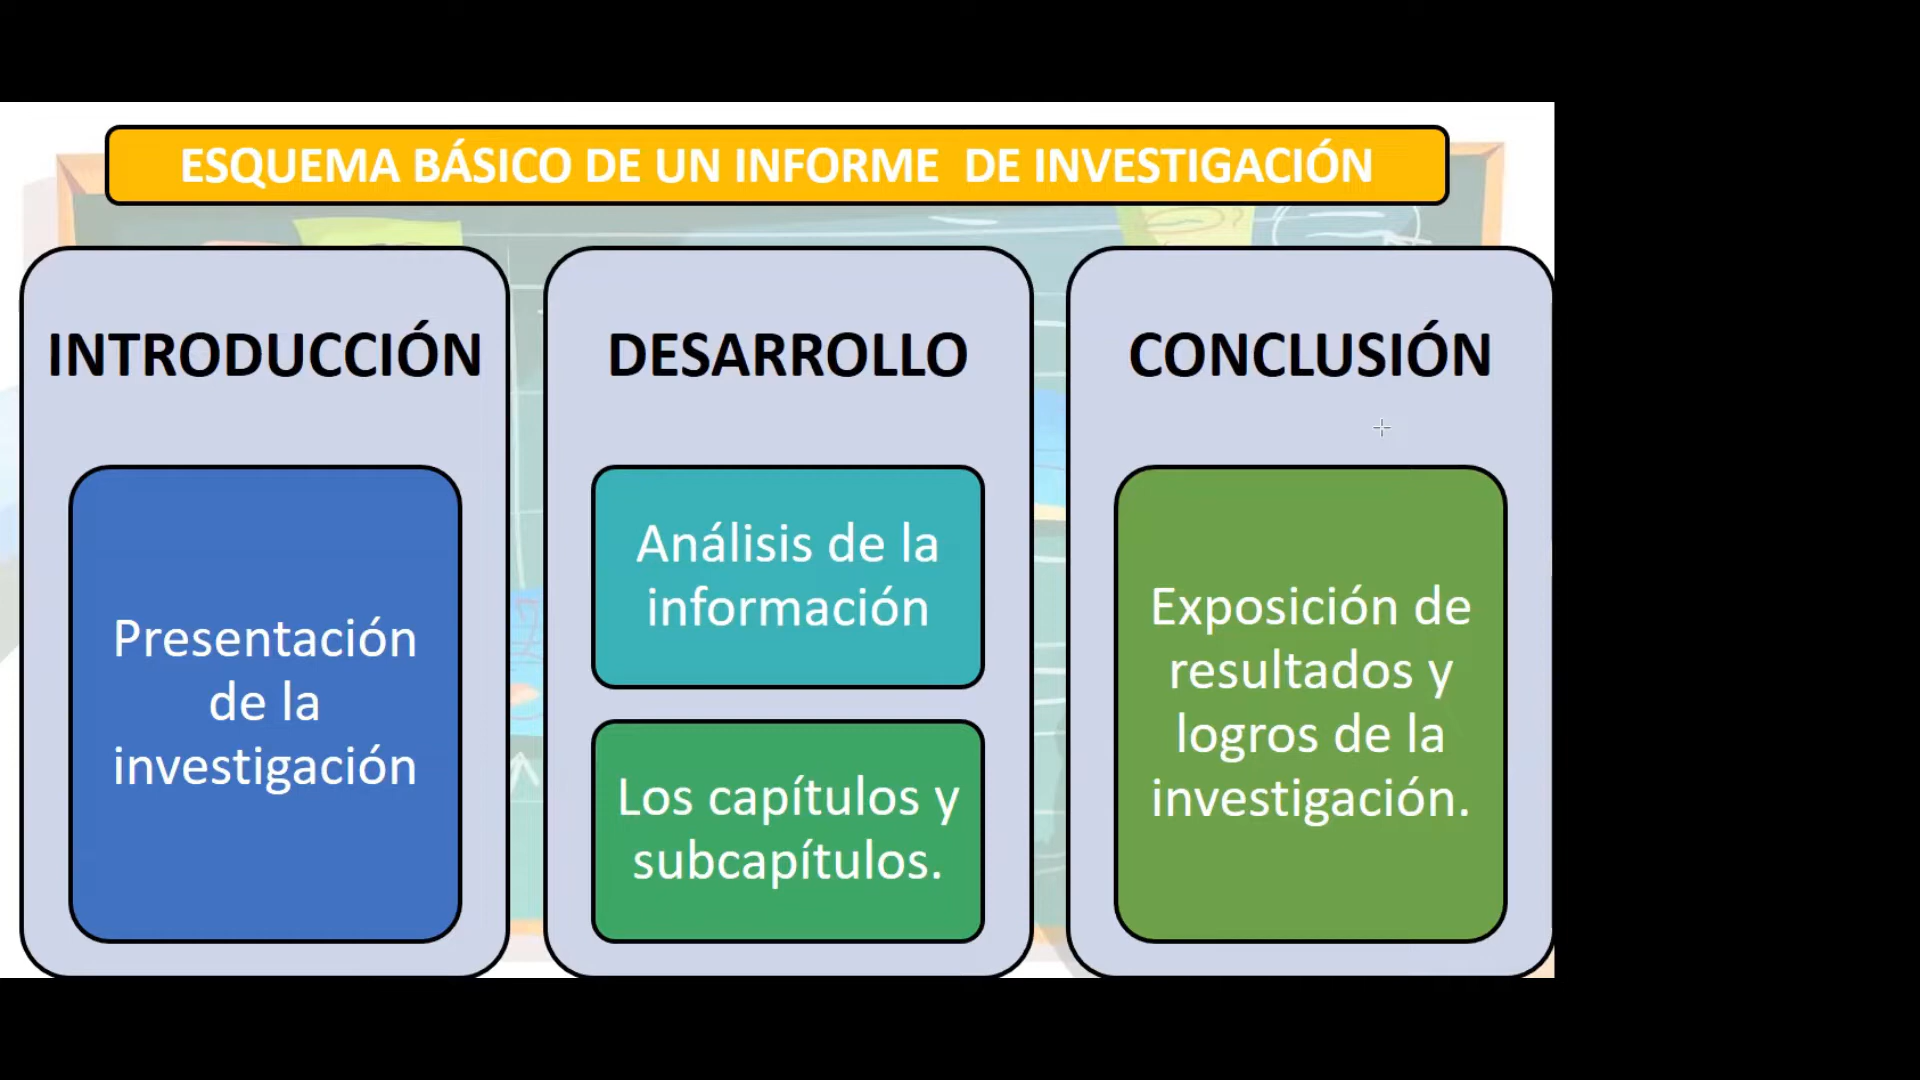 ESQUEMA BÁSICO DE UN INFORME DE INVESTIGACIÓN
INTRODUCCIÓN
Presentación
de la
investigación
DESARROLLO
Análisis de la
información
Los capítulos y
subcapítulos.
CONCLUSIÓN
Exposición de
resultados y
logros de la
investigación.